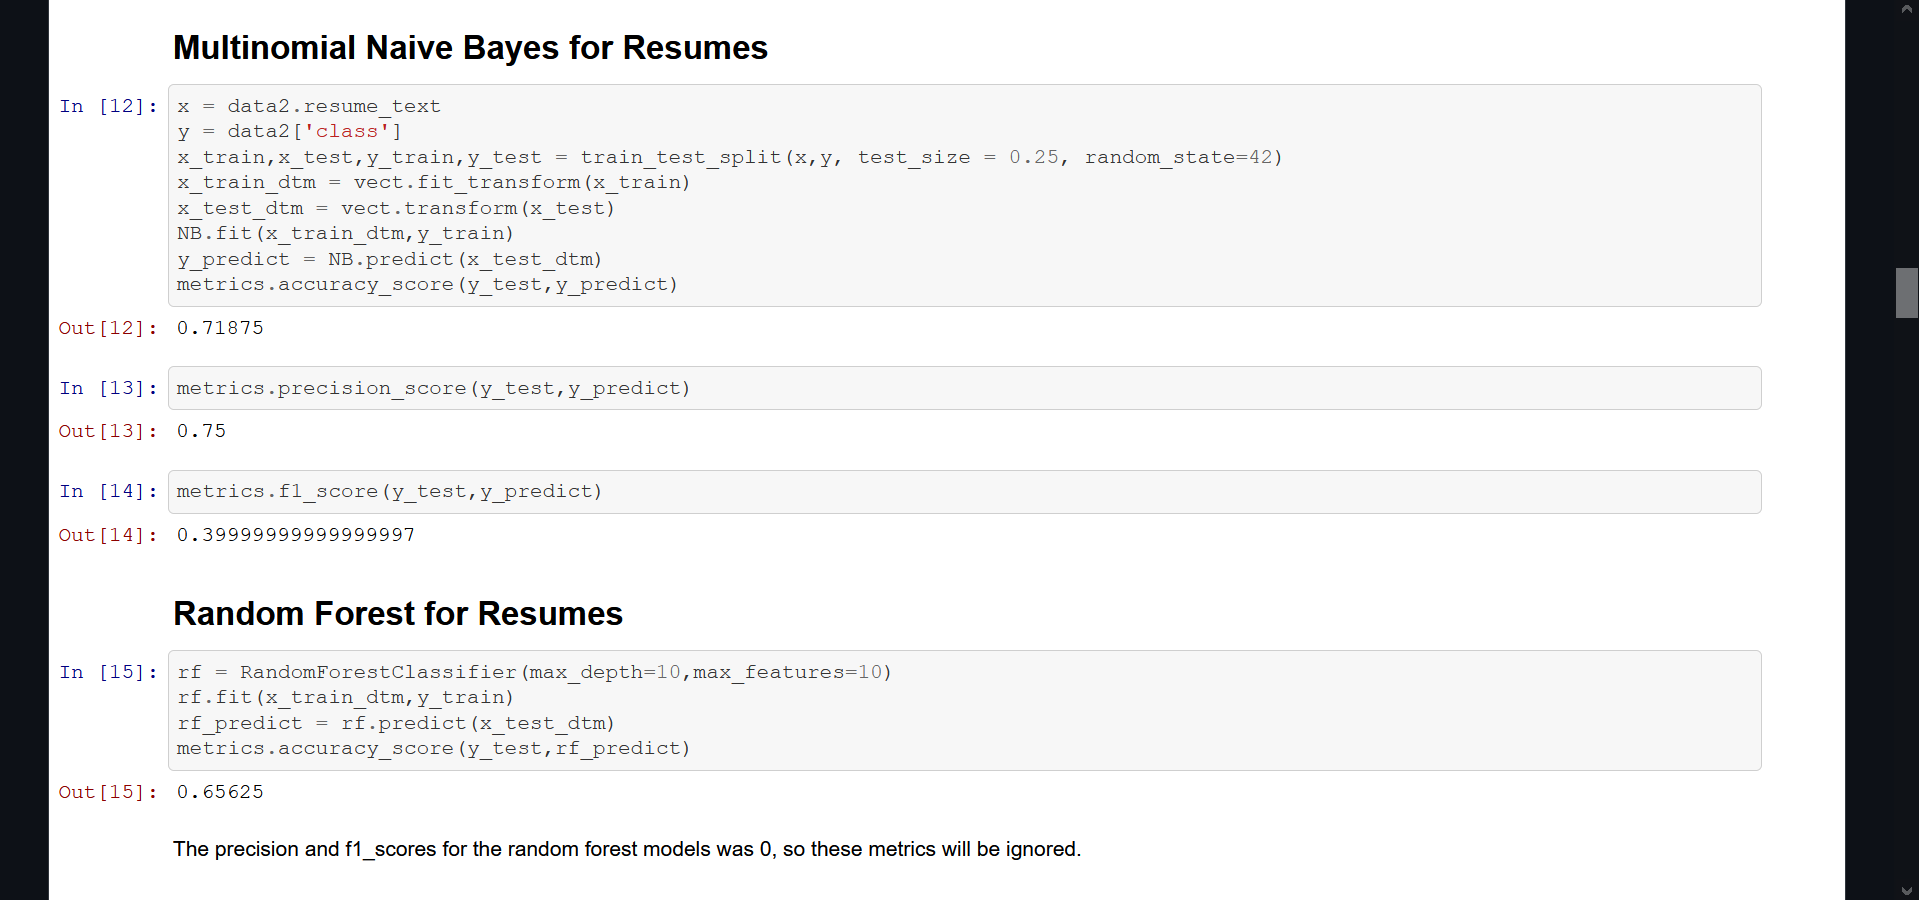 Multinomial Naive Bayes for Resumes
In [12]: x = data2.resume_text
y = data2['class']
x_train,x_test,y_train,y_test = train_test_split(x,y, test_size = 0.25, random_state=42)
x_train_dtm = vect.fit_transform(x_train)
x_test_dtm = vect.transform(x_test)
NB.fit(x_train_dtm,y_train)
y_predict = NB.predict(x_test_dtm)
metrics.accuracy_score(y_test,y_predict)
Out[12]: 0.71875
In [13]: metrics.precision_score(y_test,y_predict)
Out[13]: 0.75
In [14]: metrics.f1_score(y_test,y_predict)
Out[14]: 0.39999999999999997
Random Forest for Resumes
In [15]: rf = RandomForestClassifier(max_depth=10,max_features=10)
rf.fit(x_train_dtm,y_train)
rf_predict = rf.predict(x_test_dtm)
metrics.accuracy_score(y_test,rf_predict)
Out[15]: 0.65625
The precision and f1_scores for the random forest models was 0, so these metrics will be ignored.